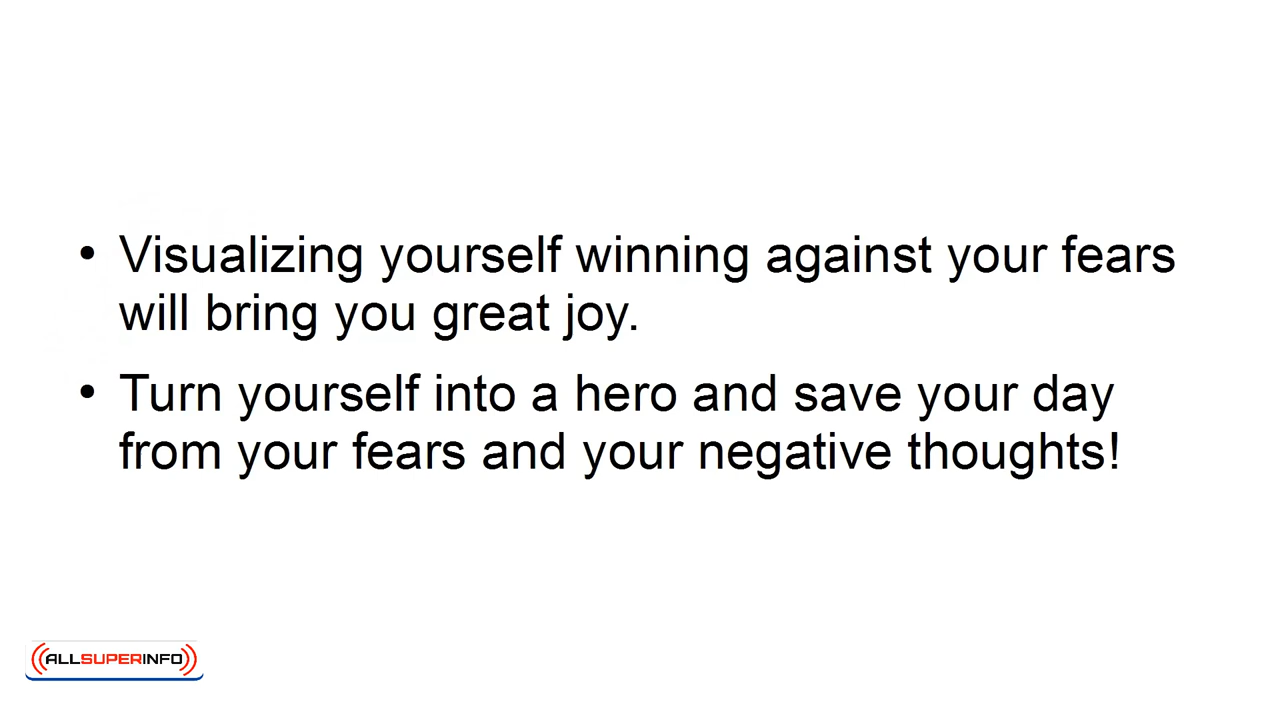 • Visualizing yourself winning against your fears
will bring you great joy.
• Turn yourself into a hero and save your day
from your fears and your negative thoughts!
ALLSUPERINFO